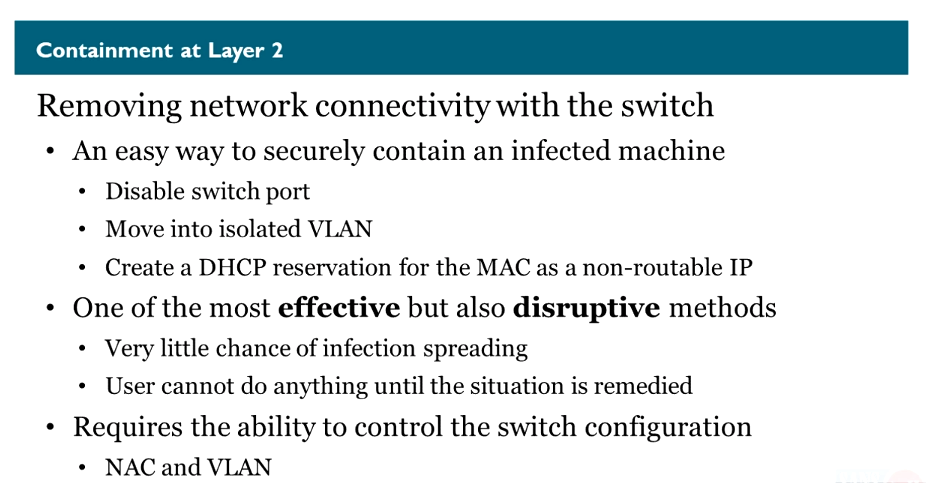 Containment at Layer 2
Removing network connectivity with the switch
• An easy way to securely contain an infected machine
• Disable switch port
• Move into isolated VLAN
• Create a DHCP reservation for the MAC as a non-routable IP
• One of the most effective but also disruptive methods
• Very little chance of infection spreading
• User cannot do anything until the situation is remedied
• Requires the ability to control the switch configuration
• NAC and VLAN